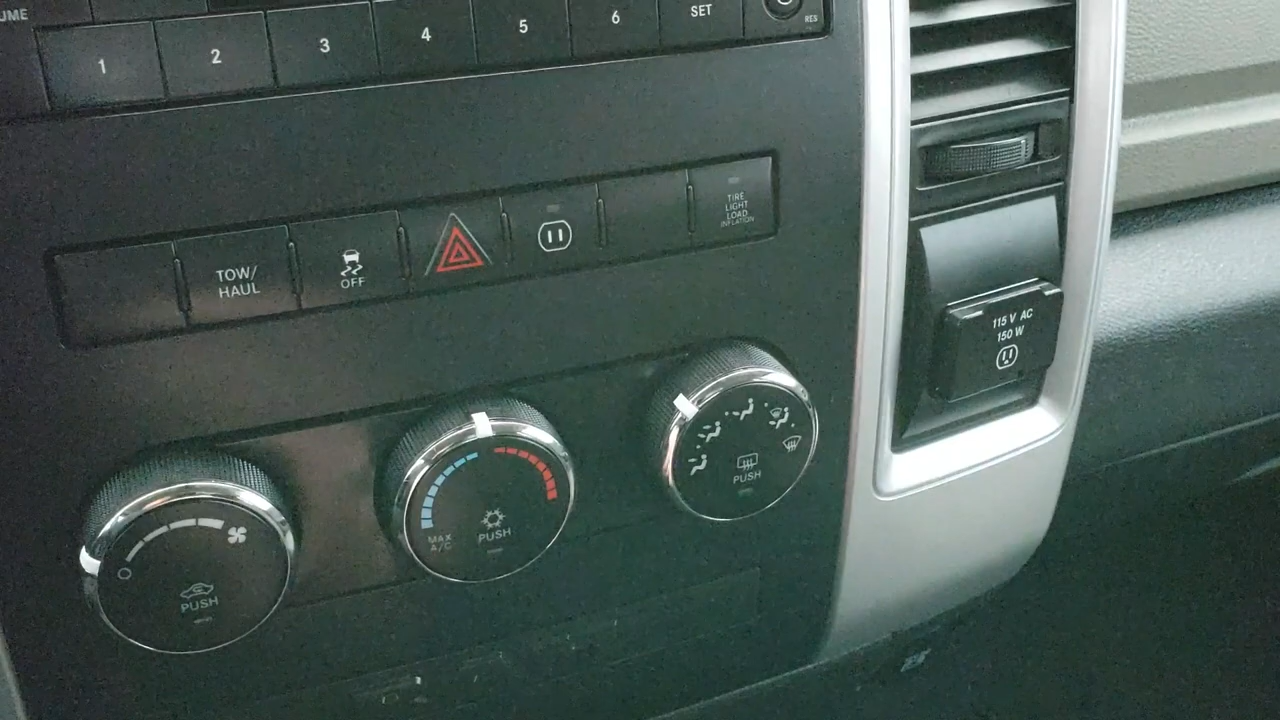 UME
1 2 3 4 5 6 SET
RES
TOW/
HAUL
OFF
TIRE
LIGHT
LOAD
INFLATION
115 V AC
150 W
PUSH
MAX
A/C
PUSH
PUSH